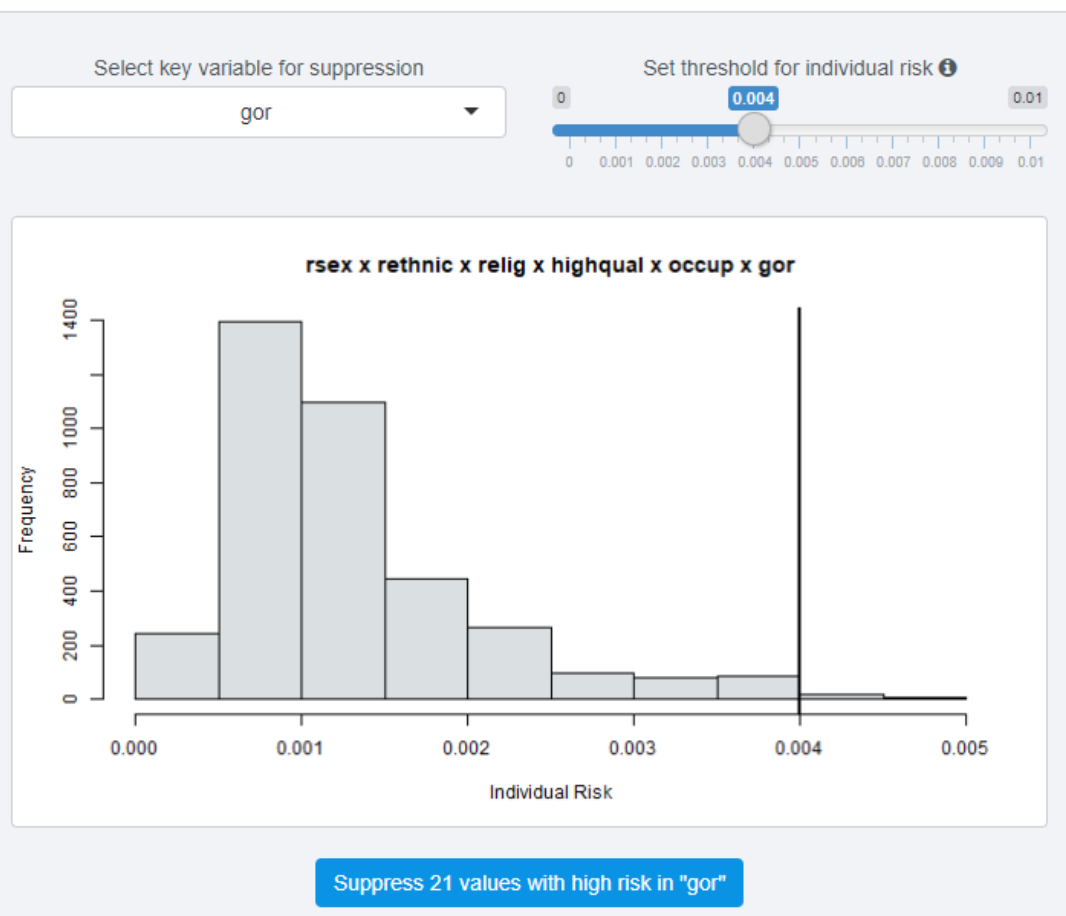 Select key variable for suppression
gor
Set threshold for individual risk
0 0.004 0.01
0 0.001 0.002 0.003 0.004 0.005 0.006 0.007 0.008 0.009 0.01
rsex x rethnic x relig x highqual x occup x gor
Frequency
1400
1000
800
600
400
200
0
0.000 0.001 0.002 0.003 0.004 0.005
Individual Risk
Suppress 21 values with high risk in "gor"